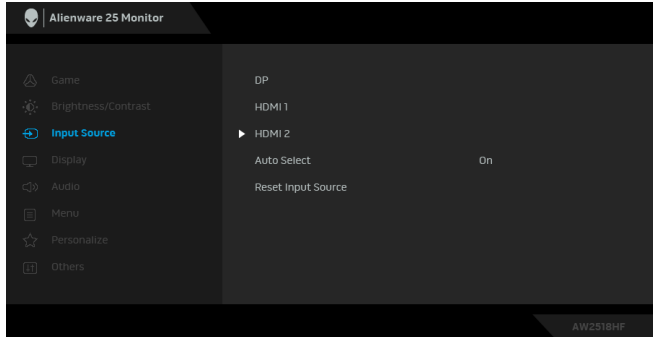 Alienware 25 Monitor
Game
DP
Brightness/Contrast
HDMI 1
Input Source
HDMI 2
Display
Auto Select On
Audio
Reset Input Source
Menu
Personalize
Others
AW2518HF